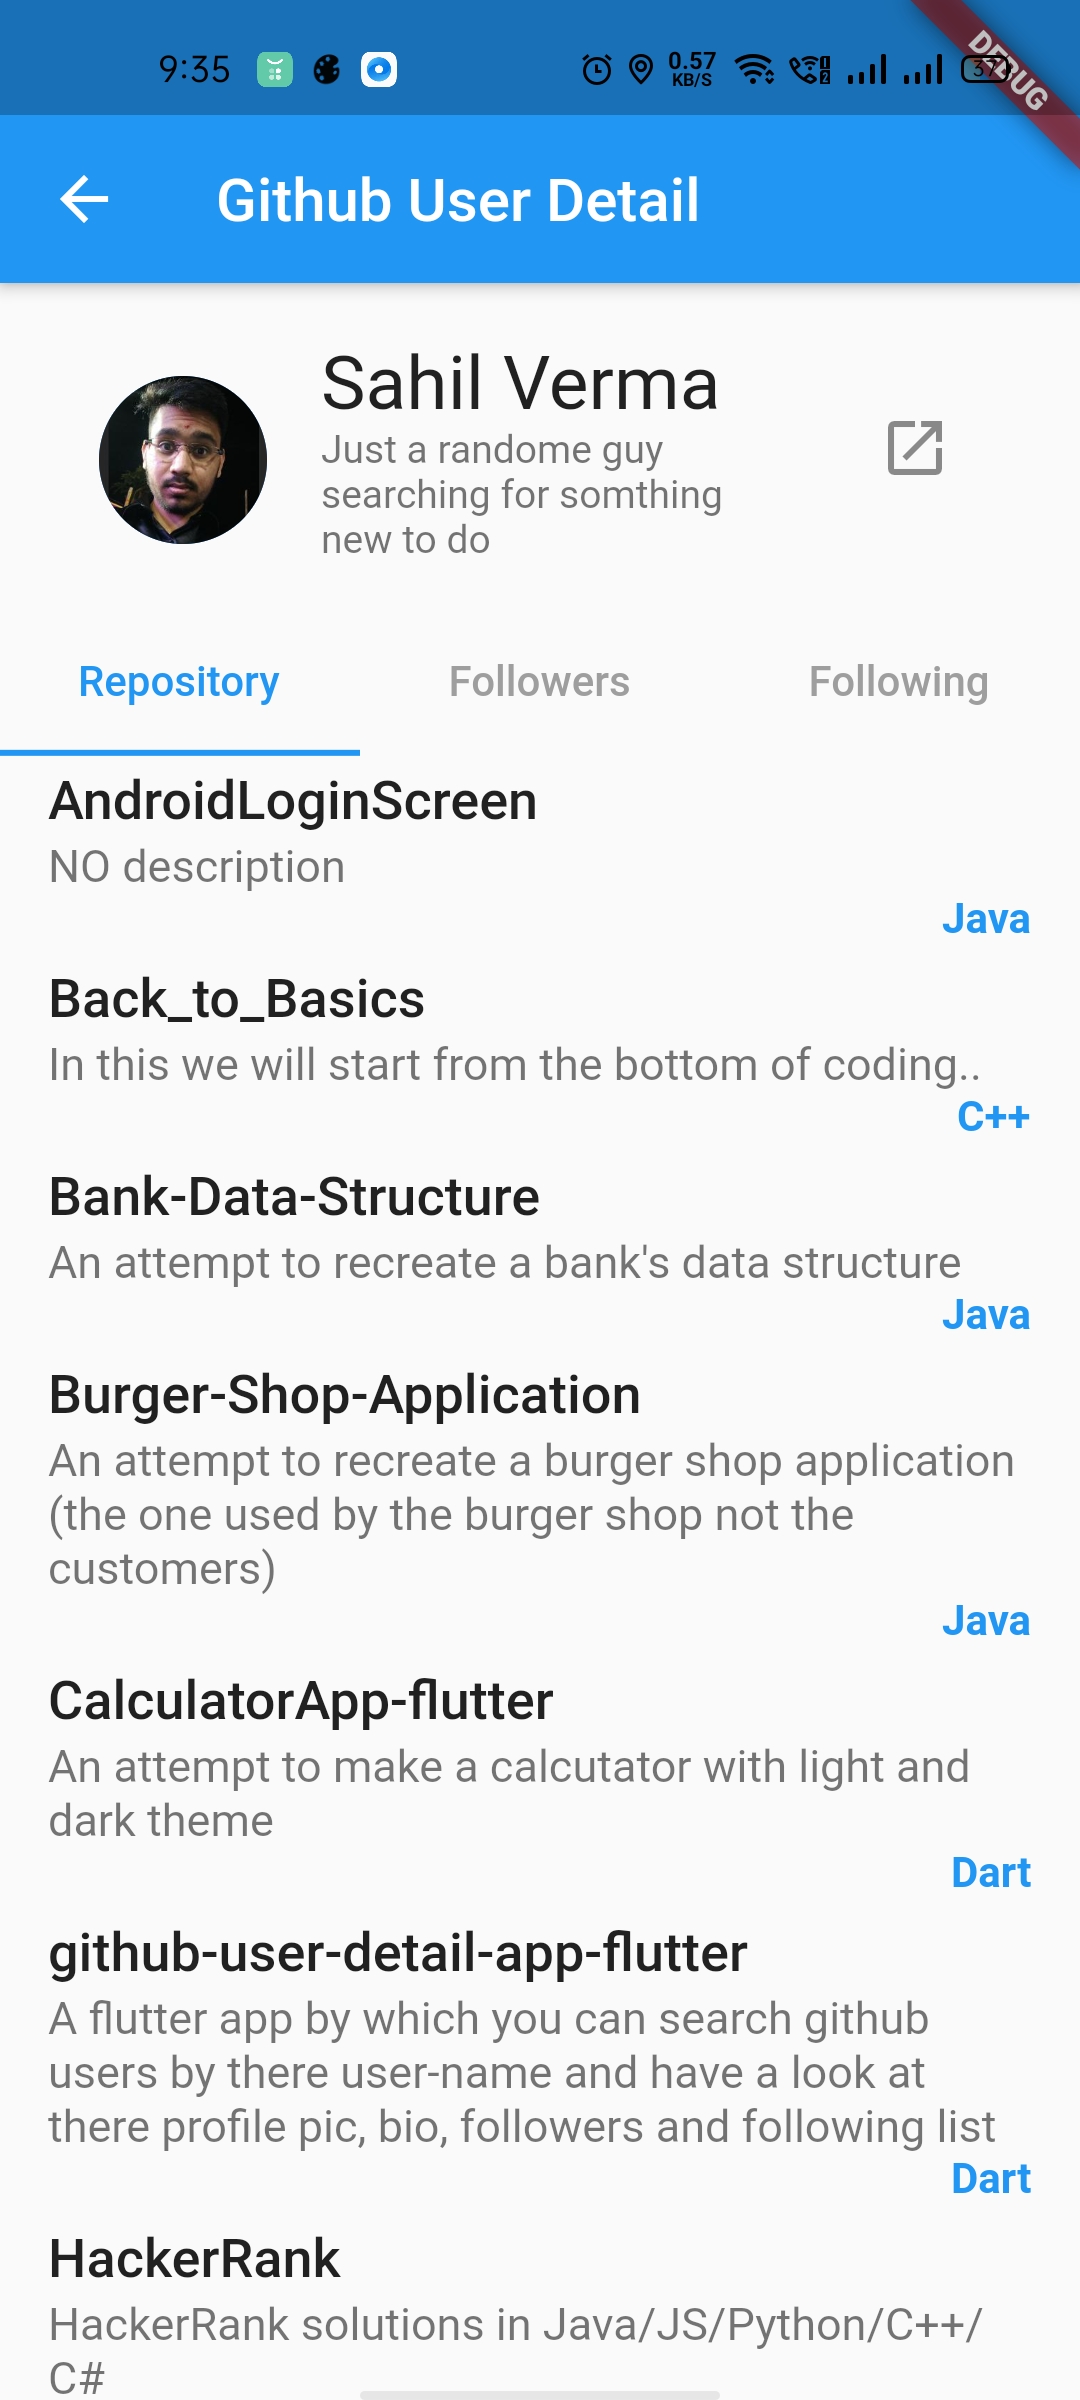 9:35
0.57
KB/S
1
2
37
DEBUG
Github User Detail
Sahil Verma
Just a randome guy
searching for somthing
new to do
Repository
Followers
Following
AndroidLoginScreen
NO description
Java
Back_to_Basics
In this we will start from the bottom of coding..
C++
Bank-Data-Structure
An attempt to recreate a bank's data structure
Java
Burger-Shop-Application
An attempt to recreate a burger shop application
(the one used by the burger shop not the
customers)
Java
CalculatorApp-flutter
An attempt to make a calcutator with light and
dark theme
Dart
github-user-detail-app-flutter
A flutter app by which you can search github
users by there user-name and have a look at
there profile pic, bio, followers and following list
Dart
HackerRank
HackerRank solutions in Java/JS/Python/C++/
C#